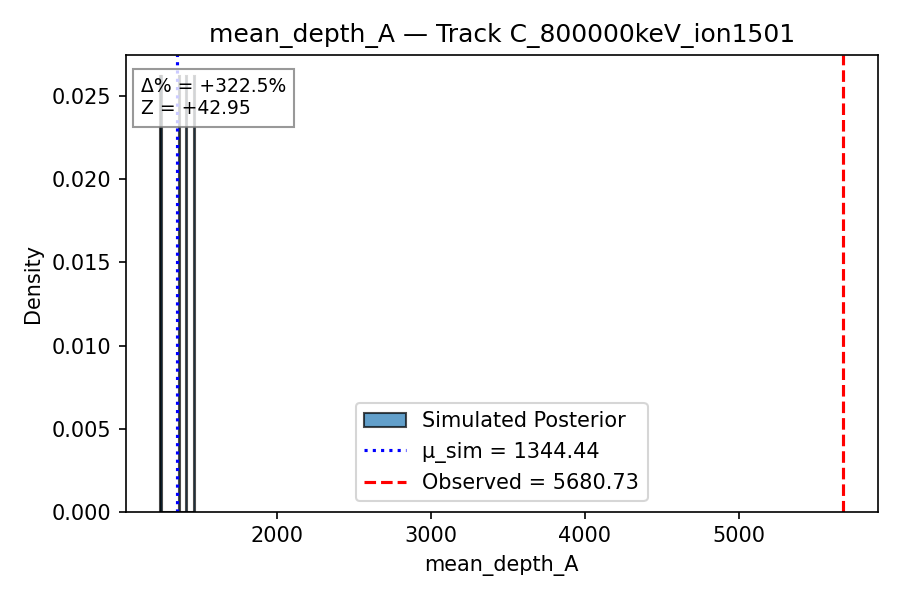 mean_depth_A — Track C_800000keV_ion1501
Δ% = +322.5%
Z = +42.95
0.025
0.020
0.015
0.010
0.005
0.000
Density
Simulated Posterior
μ_sim = 1344.44
Observed = 5680.73
2000
3000
4000
5000
mean_depth_A